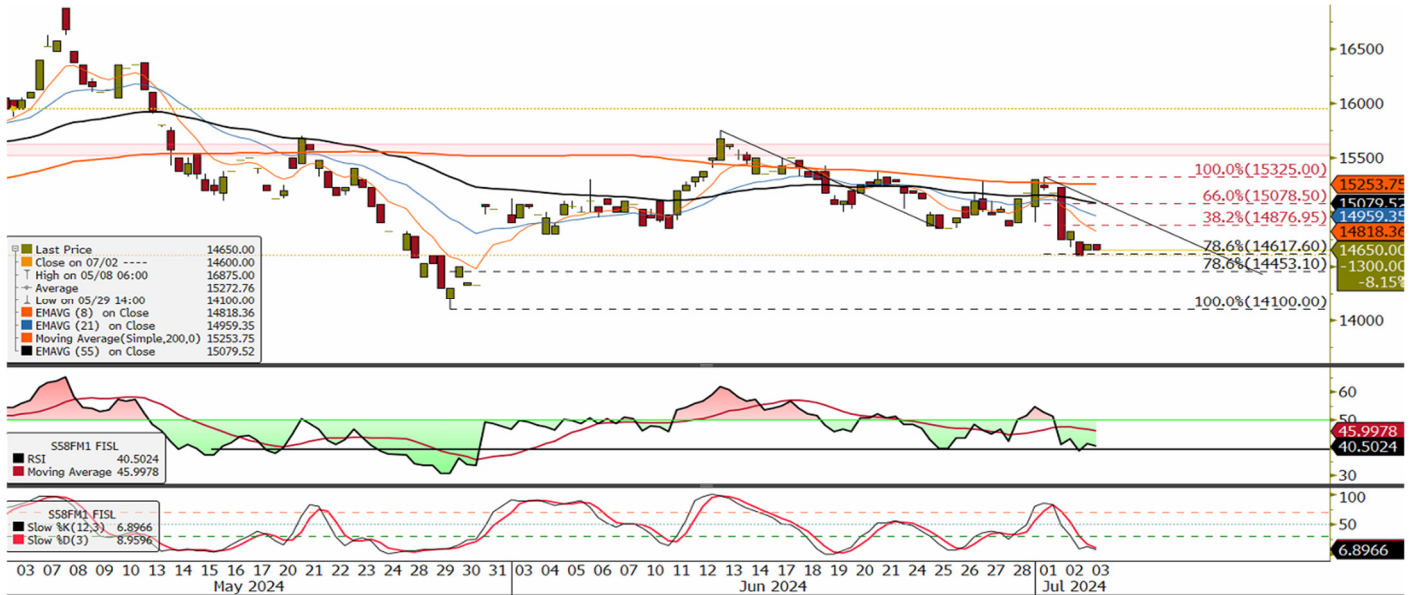 16500
16000
15500
14000
100.0%(15325.00)
66.0%(15078.50)
38.2%(14876.95)
78.6%(14617.60)
78.6%(14453.10)
100.0%(14100.00)
15253.75
15079.52
14959.35
14818.36
14650.00
-1300.00
-8.15%
Last Price 14650.00
Close on 07/02 ---- 14600.00
High on 05/08 06:00 16875.00
Average 15272.76
Low on 05/29 14:00 14100.00
EMAVG (8) on Close 14818.36
EMAVG (21) on Close 14959.35
Moving Average(Simple,200,0) 15253.75
EMAVG (55) on Close 15079.52
60
50
30
45.9978
40.5024
S58FM1 FISL
RSI 40.5024
Moving Average 45.9978
100
50
6.8966
S58FM1 FISL
Slow %K(12,3) 6.8966
Slow %D(3) 8.9596
03 07 08 09 10 13 14 15 16 17 20 21 22 23 24 28 29 30 31 03 04 05 06 07 10 11 12 13 14 17 18 19 20 21 24 25 26 27 28 01 02 03
May 2024 Jun 2024 Jul 2024